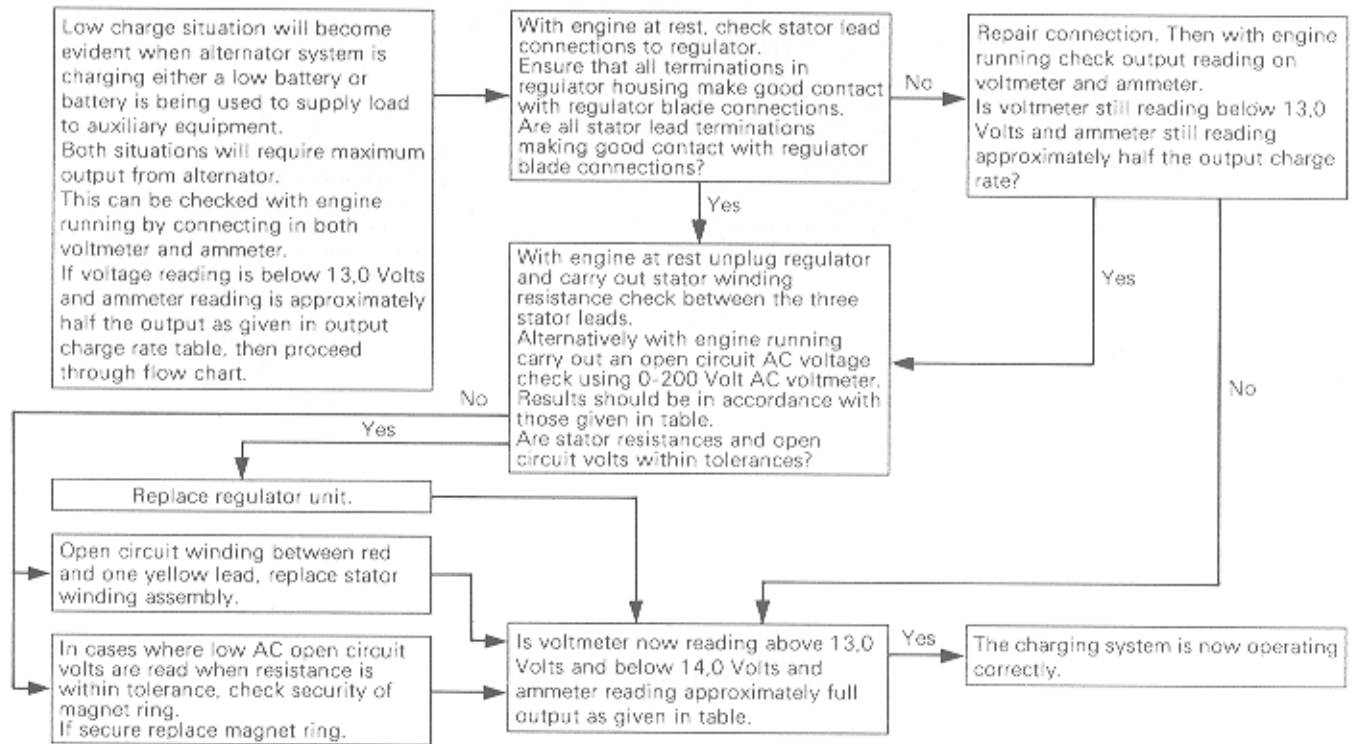 Low charge situation will become
evident when alternator system is
charging either a low battery or
battery is being used to supply load
to auxiliary equipment.
Both situations will require maximum
output from alternator.
This can be checked with engine
running by connecting in both
voltmeter and ammeter.
If voltage reading is below 13,0 Volts
and ammeter reading is approximately
half the output as given in output
charge rate table, then proceed
through flow chart.
With engine at rest, check stator lead
connections to regulator.
Ensure that all terminations in
regulator housing make good contact
with regulator blade connections.
Are all stator lead terminations
making good contact with regulator
blade connections?
No
Repair connection. Then with engine
running check output reading on
voltmeter and ammeter.
Is voltmeter still reading below 13,0
Volts and ammeter still reading
approximately half the output charge
rate?
Yes
With engine at rest unplug regulator
and carry out stator winding
resistance check between the three
stator leads.
Alternatively with engine running
carry out an open circuit AC voltage
check using 0-200 Volt AC voltmeter.
Results should be in accordance with
those given in table.
Are stator resistances and open
circuit volts within tolerances?
Yes
No
No
Yes
Replace regulator unit.
Open circuit winding between red
and one yellow lead, replace stator
winding assembly.
In cases where low AC open circuit
volts are read when resistance is
within tolerance, check security of
magnet ring.
If secure replace magnet ring.
Is voltmeter now reading above 13,0
Volts and below 14,0 Volts and
ammeter reading approximately full
output as given in table.
Yes
The charging system is now operating
correctly.